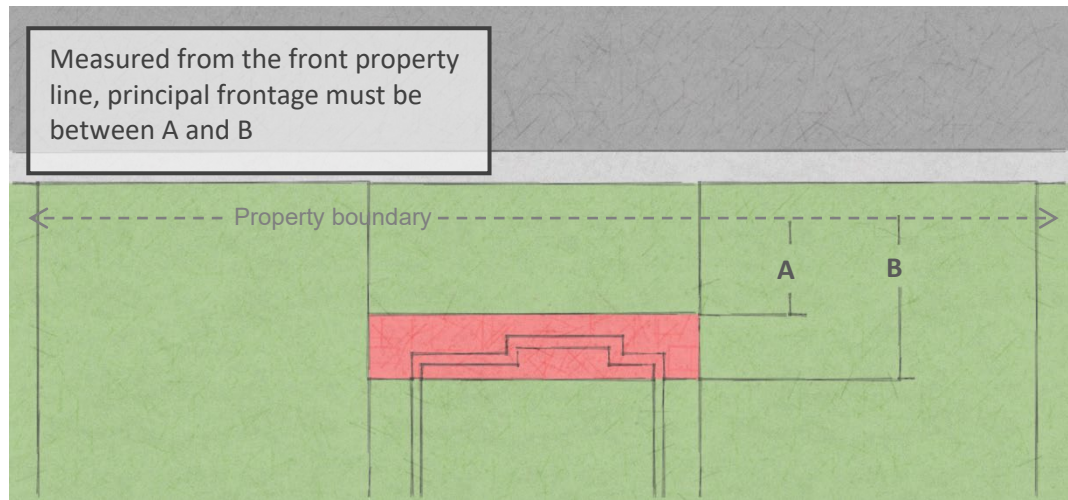 Measured from the front property
line, principal frontage must be
between A and B
Property boundary
A
B